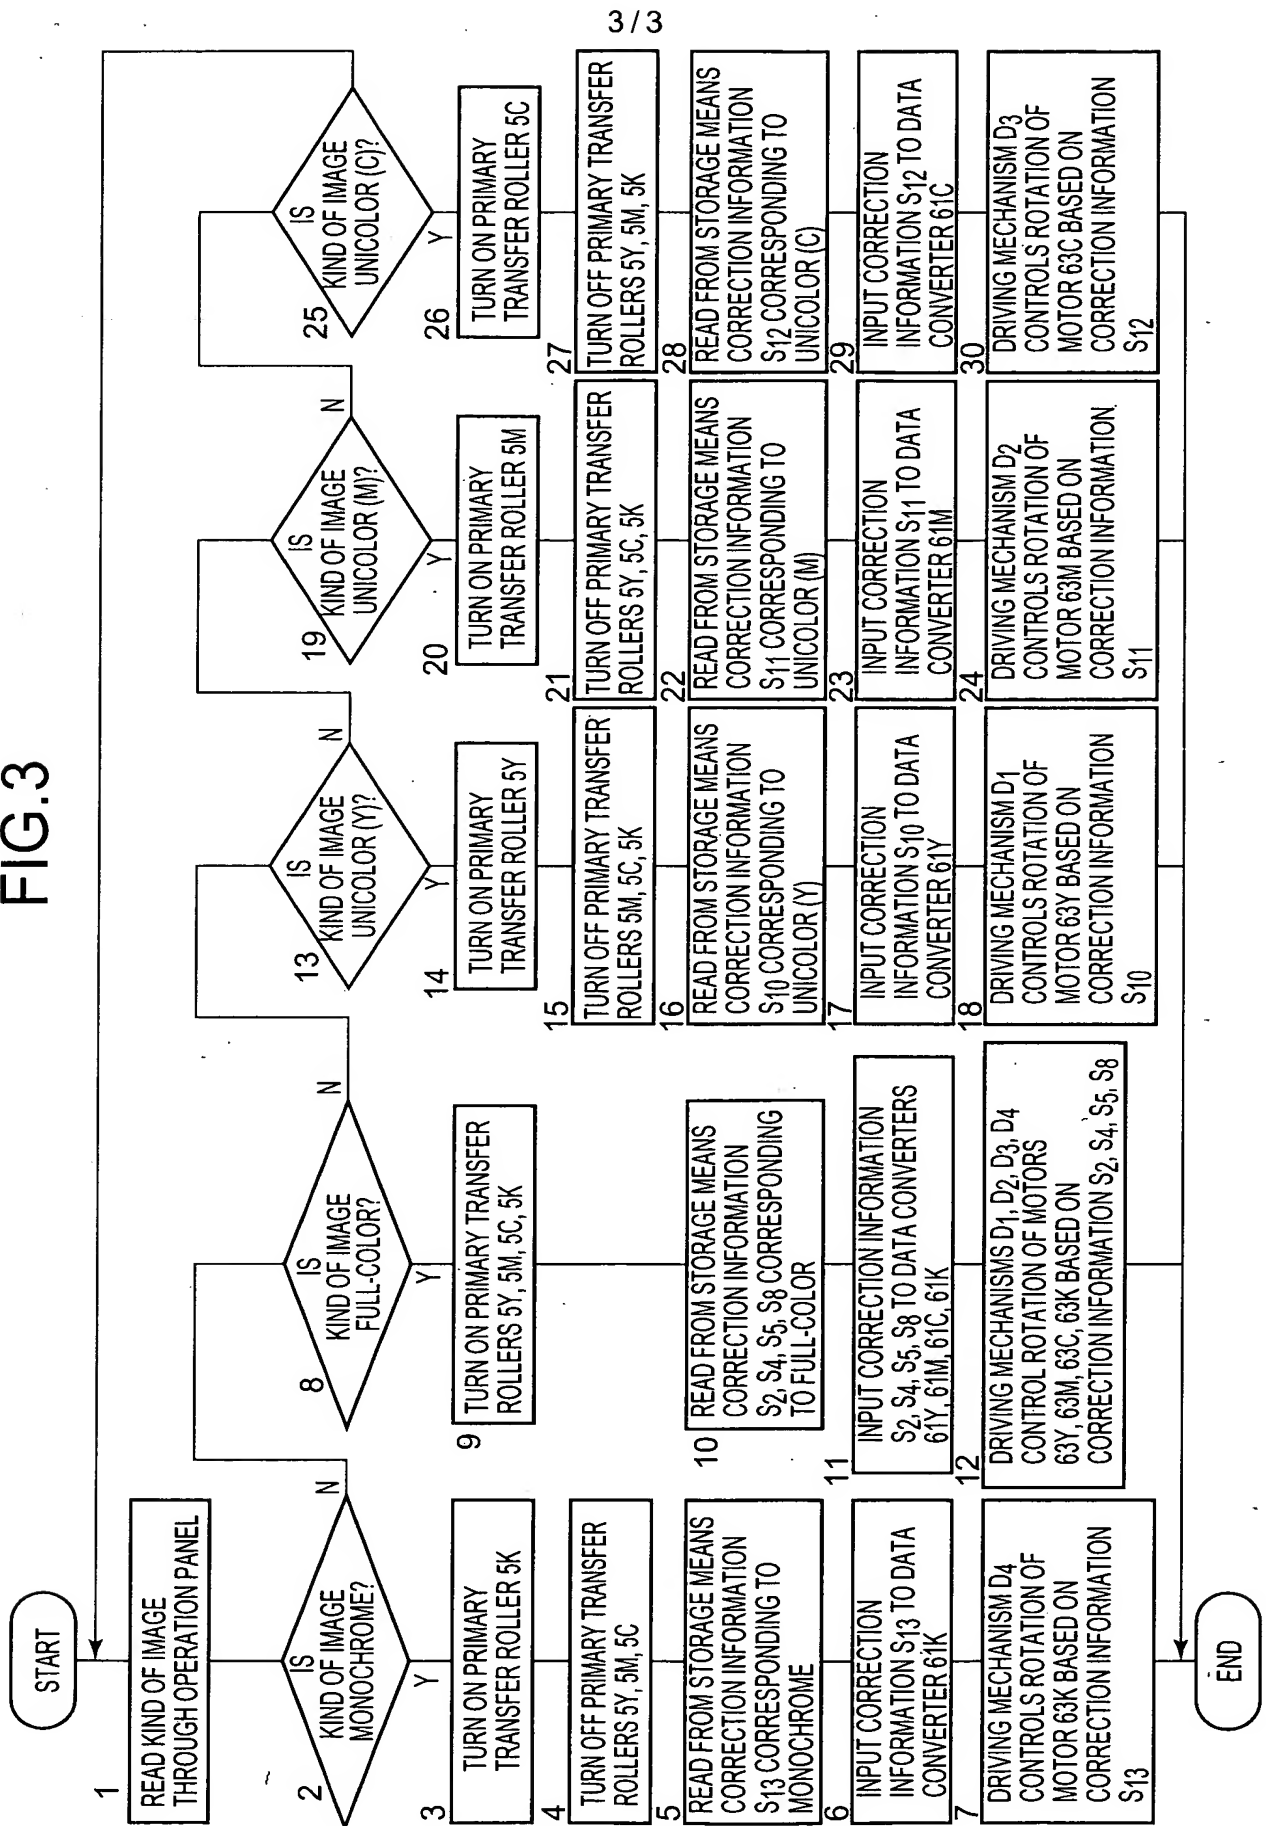 3/3
FIG.3
START
1
READ KIND OF IMAGE
THROUGH OPERATION PANEL
2
IS
KIND OF IMAGE
MONOCHROME?
N
Y
3
TURN ON PRIMARY
TRANSFER ROLLER 5K
4
TURN OFF PRIMARY TRANSFER
ROLLERS 5Y, 5M, 5C
5
READ FROM STORAGE MEANS
CORRECTION INFORMATION
S13 CORRESPONDING TO
MONOCHROME
6
INPUT CORRECTION
INFORMATION S13 TO DATA
CONVERTER 61K
7
DRIVING MECHANISM D4
CONTROLS ROTATION OF
MOTOR 63K BASED ON
CORRECTION INFORMATION
S13
8
IS
KIND OF IMAGE
FULL-COLOR?
N
Y
9
TURN ON PRIMARY TRANSFER
ROLLERS 5Y, 5M, 5C, 5K
10
READ FROM STORAGE MEANS
CORRECTION INFORMATION
S2, S4, S5, S8 CORRESPONDING
TO FULL-COLOR
11
INPUT CORRECTION INFORMATION
S2, S4, S5, S8 TO DATA CONVERTERS
61Y, 61M, 61C, 61K
12
DRIVING MECHANISMS D1, D2, D3, D4
CONTROL ROTATION OF MOTORS
63Y, 63M, 63C, 63K BASED ON
CORRECTION INFORMATION S2, S4, S5, S8
13
IS
KIND OF IMAGE
UNICOLOR (Y)?
N
Y
14
TURN ON PRIMARY
TRANSFER ROLLER 5Y
15
TURN OFF PRIMARY TRANSFER
ROLLERS 5M, 5C, 5K
16
READ FROM STORAGE MEANS
CORRECTION INFORMATION
S10 CORRESPONDING TO
UNICOLOR (Y)
17
INPUT CORRECTION
INFORMATION S10 TO DATA
CONVERTER 61Y
18
DRIVING MECHANISM D1
CONTROLS ROTATION OF
MOTOR 63Y BASED ON
CORRECTION INFORMATION
S10
19
IS
KIND OF IMAGE
UNICOLOR (M)?
N
Y
20
TURN ON PRIMARY
TRANSFER ROLLER 5M
21
TURN OFF PRIMARY TRANSFER
ROLLERS 5Y, 5C, 5K
22
READ FROM STORAGE MEANS
CORRECTION INFORMATION
S11 CORRESPONDING TO
UNICOLOR (M)
23
INPUT CORRECTION
INFORMATION S11 TO DATA
CONVERTER 61M
24
DRIVING MECHANISM D2
CONTROLS ROTATION OF
MOTOR 63M BASED ON
CORRECTION INFORMATION
S11
25
IS
KIND OF IMAGE
UNICOLOR (C)?
Y
26
TURN ON PRIMARY
TRANSFER ROLLER 5C
27
TURN OFF PRIMARY TRANSFER
ROLLERS 5Y, 5M, 5K
28
READ FROM STORAGE MEANS
CORRECTION INFORMATION
S12 CORRESPONDING TO
UNICOLOR (C)
29
INPUT CORRECTION
INFORMATION S12 TO DATA
CONVERTER 61C
30
DRIVING MECHANISM D3
CONTROLS ROTATION OF
MOTOR 63C BASED ON
CORRECTION INFORMATION
S12
END